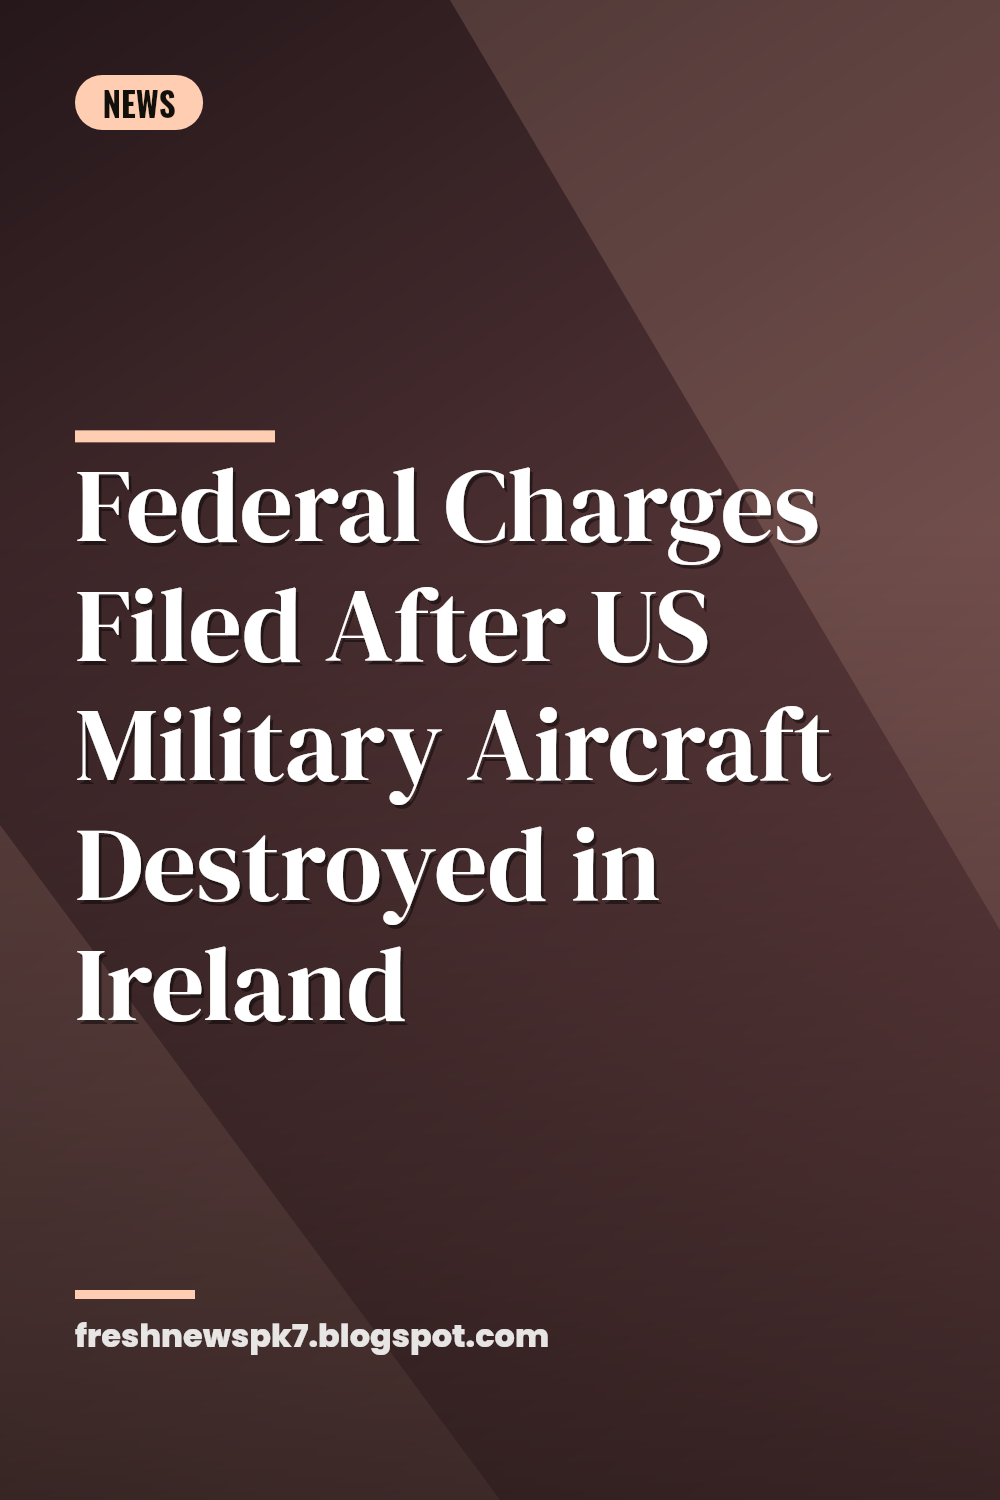 NEWS
Federal Charges
Filed After US
Military Aircraft
Destroyed in
Ireland
freshnewspk7.blogspot.com